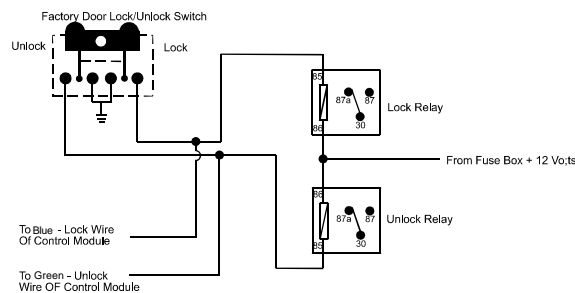 Factory Door Lock/Unlock Switch
Unlock
Lock
85
87a
87
30
86
Lock Relay
From Fuse Box + 12 Vo;ts
86
87a
87
30
85
Unlock Relay
To Blue - Lock Wire
Of Control Module
To Green - Unlock
Wire OF Control Module